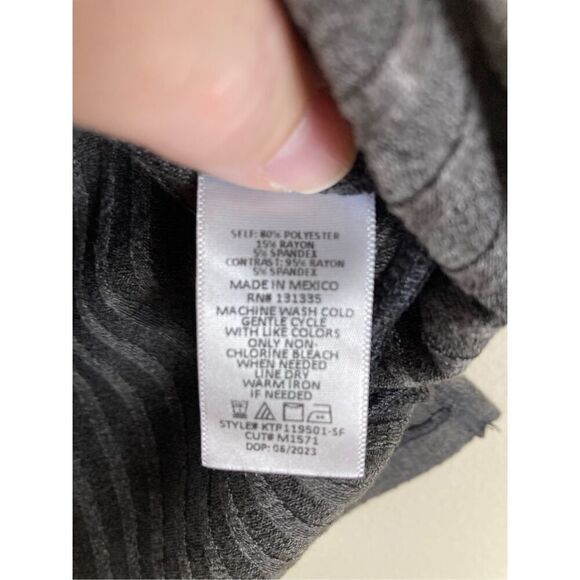 SELF: 80% POLYESTER
15% RAYON
5% SPANDEX
CONTRAST: 95% RAYON
5% SPANDEX
MADE IN MEXICO
RN# 131335
MACHINE WASH COLD
GENTLE CYCLE
WITH LIKE COLORS
ONLY NON-
CHLORINE BLEACH
WHEN NEEDED
LINE DRY
WARM IRON
IF NEEDED
STYLE# KTP119501-SF
CUT# M1571
DOP: 06/2023